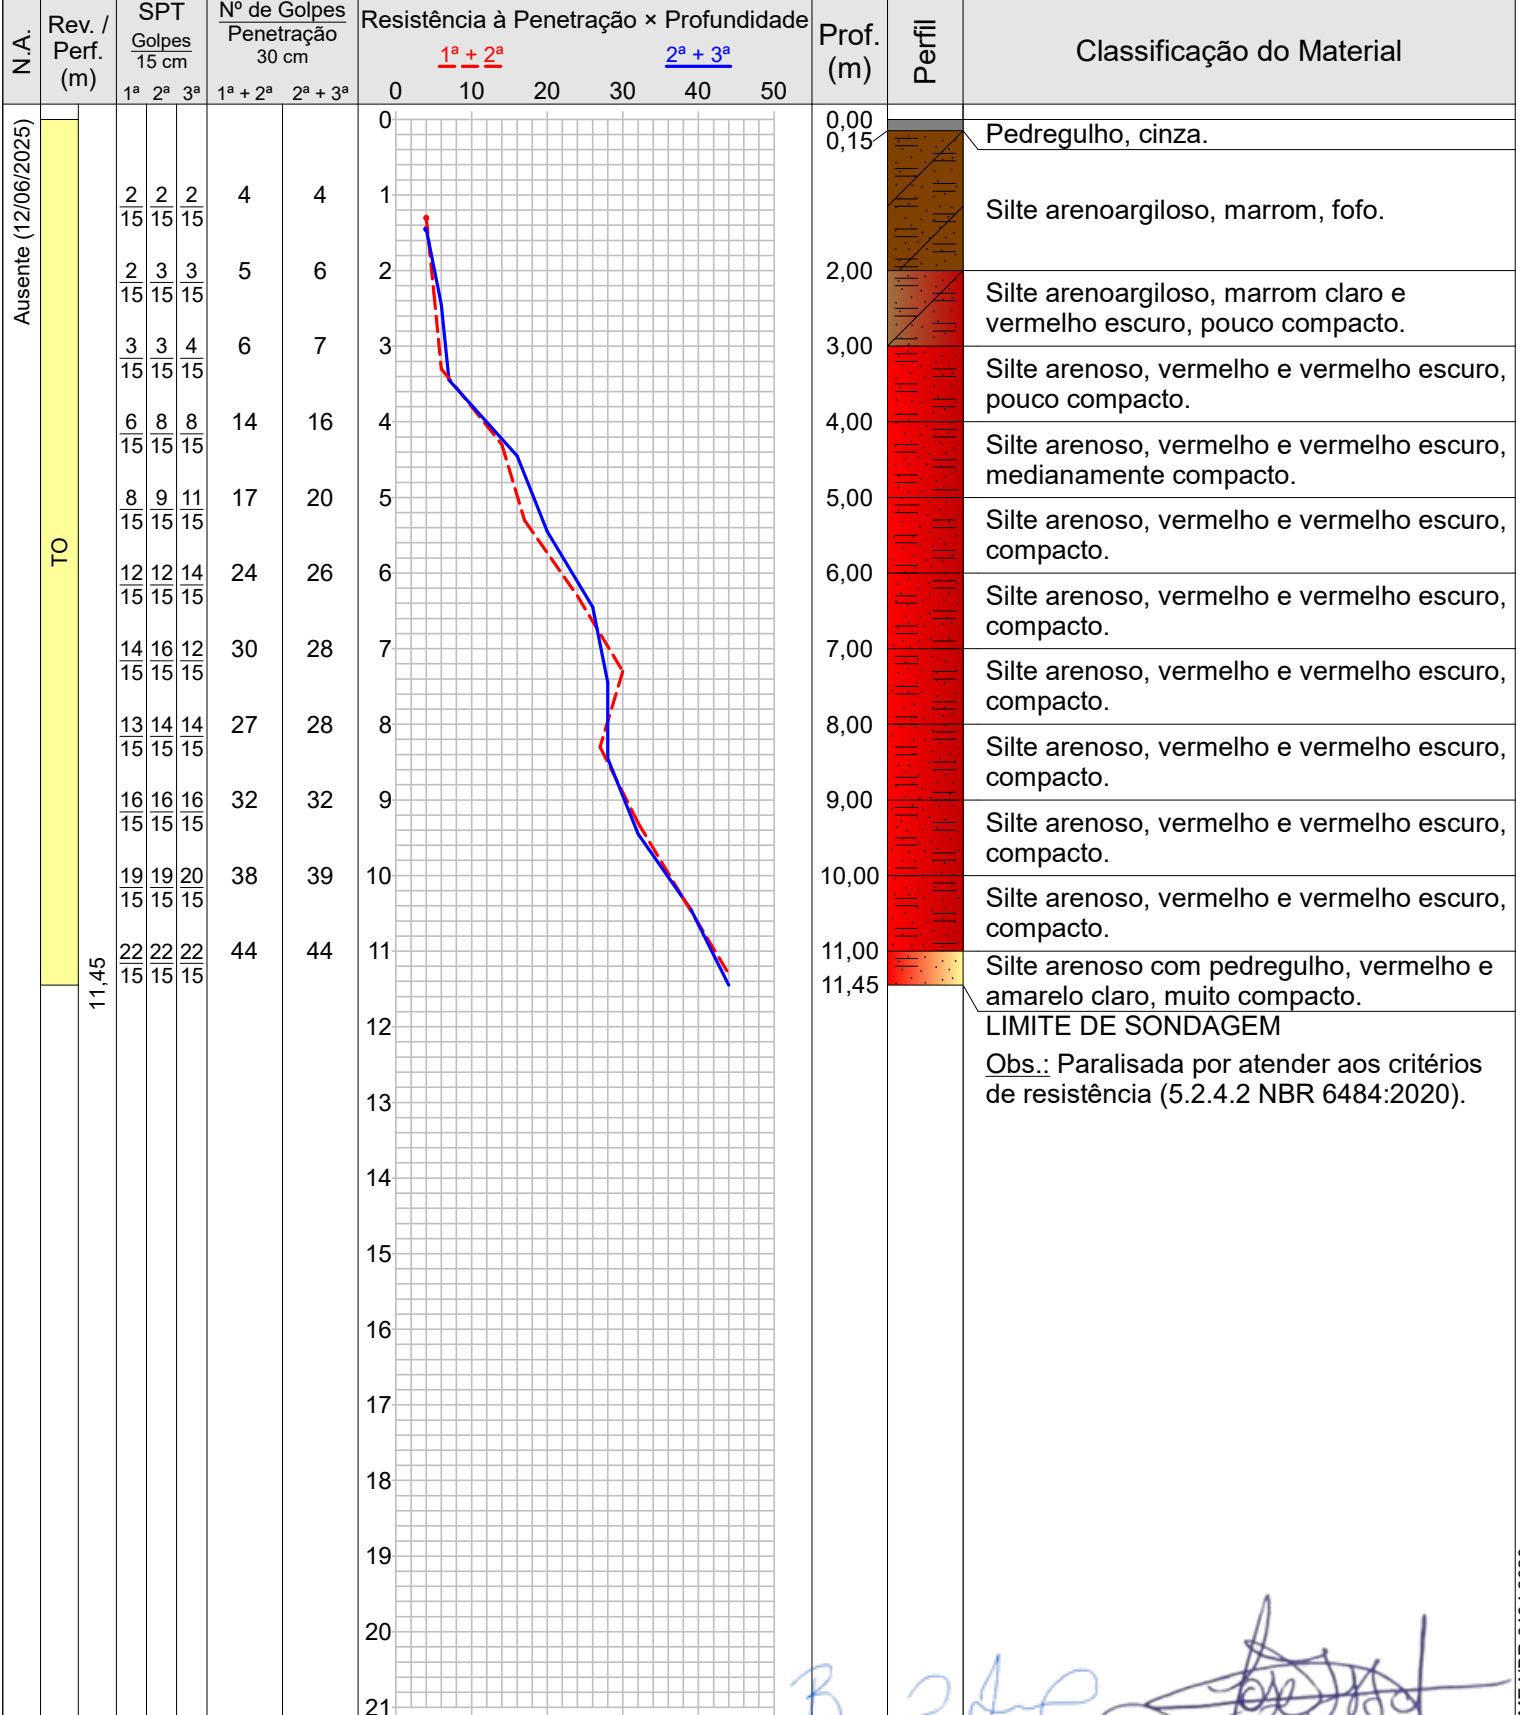 N.A.
Rev. /
Perf.
(m)
SPT
Golpes
15 cm
1ª 2ª 3ª
Nº de Golpes
Penetração
30 cm
1ª + 2ª 2ª + 3ª
Resistência à Penetração × Profundidade
1ª + 2ª 2ª + 3ª
0 10 20 30 40 50
Prof.
(m)
Perfil
Classificação do Material
Ausente (12/06/2025)
TO
11,45
0
0,00
0,15
Pedregulho, cinza.
2 2 2 4 4 1
15 15 15
Silte arenoargiloso, marrom, fofo.
2 3 3 5 6 2 2,00
15 15 15
Silte arenoargiloso, marrom claro e
vermelho escuro, pouco compacto.
3 3 4 6 7 3 3,00
15 15 15
Silte arenoso, vermelho e vermelho escuro,
pouco compacto.
6 8 8 14 16 4 4,00
15 15 15
Silte arenoso, vermelho e vermelho escuro,
medianamente compacto.
8 9 11 17 20 5 5,00
15 15 15
Silte arenoso, vermelho e vermelho escuro,
compacto.
12 12 14 24 26 6 6,00
15 15 15
Silte arenoso, vermelho e vermelho escuro,
compacto.
14 16 12 30 28 7 7,00
15 15 15
Silte arenoso, vermelho e vermelho escuro,
compacto.
13 14 14 27 28 8 8,00
15 15 15
Silte arenoso, vermelho e vermelho escuro,
compacto.
16 16 16 32 32 9 9,00
15 15 15
Silte arenoso, vermelho e vermelho escuro,
compacto.
19 19 20 38 39 10 10,00
15 15 15
Silte arenoso, vermelho e vermelho escuro,
compacto.
22 22 22 44 44 11 11,00
15 15 15
Silte arenoso com pedregulho, vermelho e
amarelo claro, muito compacto.
11,45
LIMITE DE SONDAGEM
Obs.: Paralisada por atender aos critérios
de resistência (5.2.4.2 NBR 6484:2020).
12
13
14
15
16
17
18
19
20
21